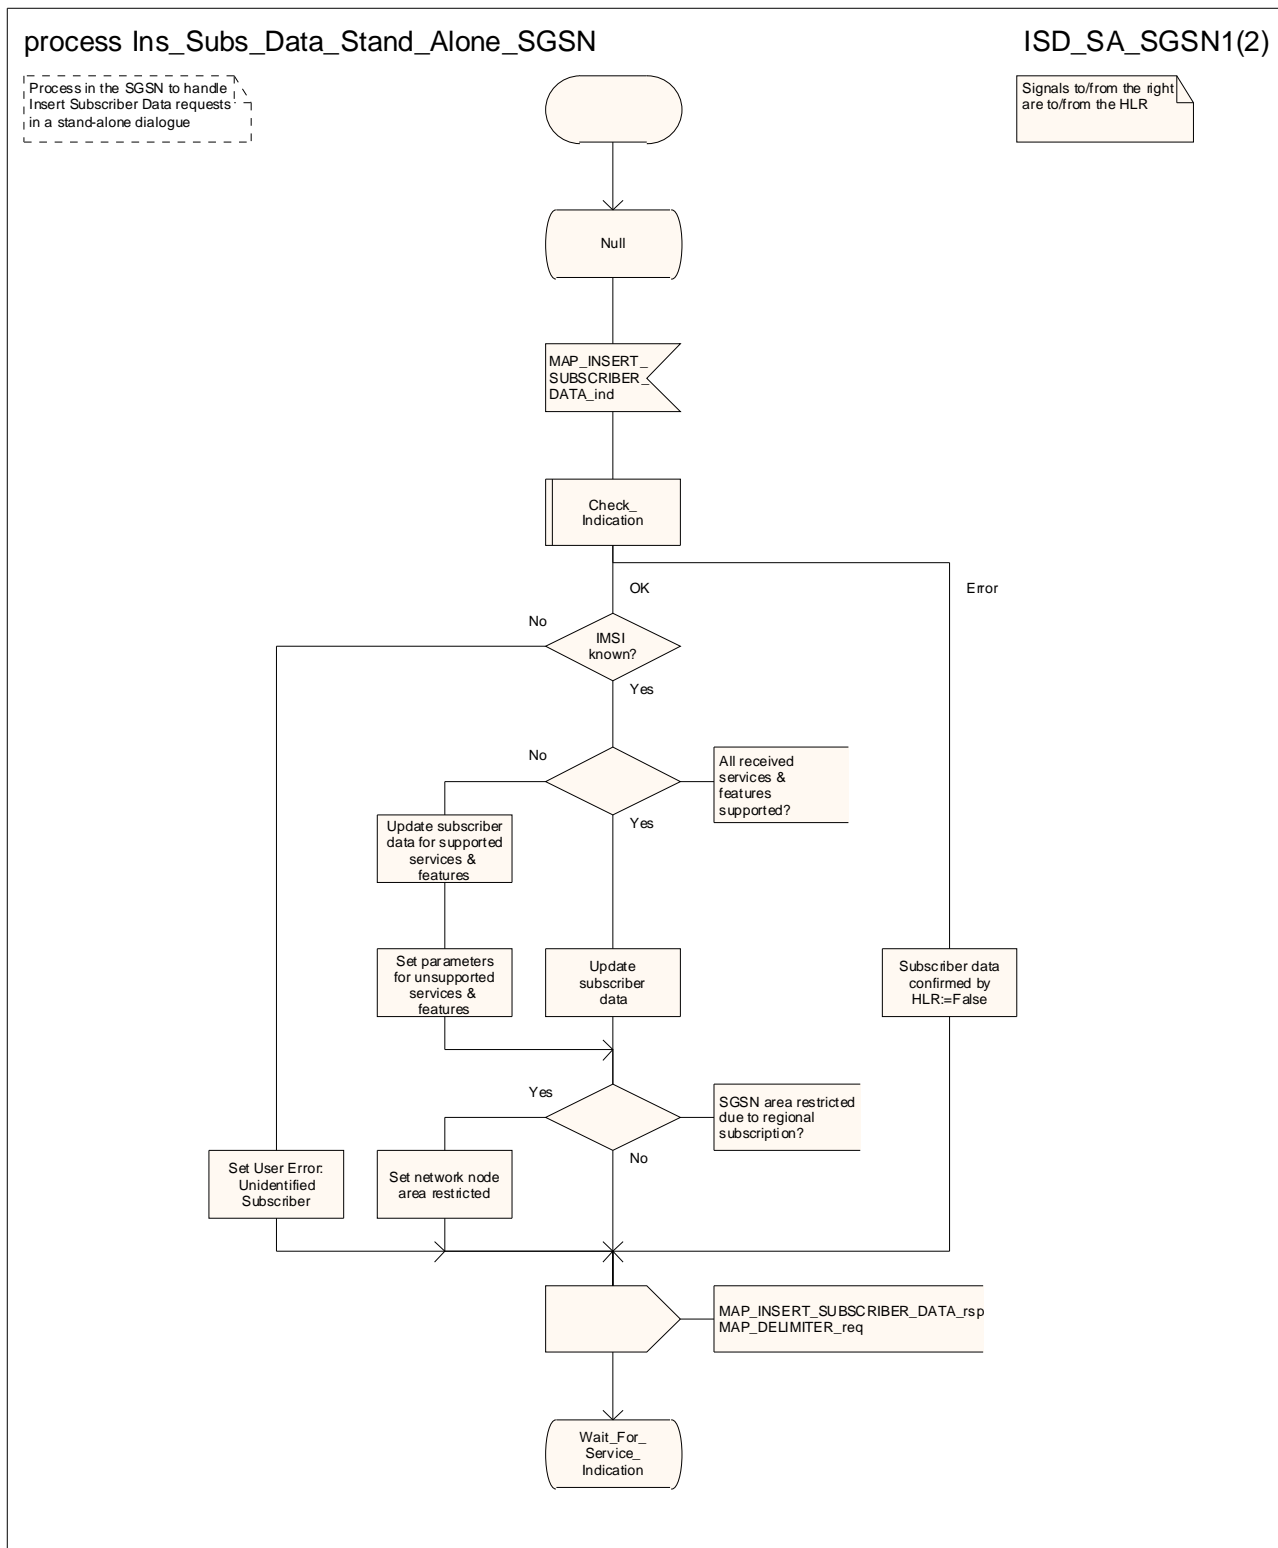 process Ins_Subs_Data_Stand_Alone_SGSN
ISD_SA_SGSN1(2)
Process in the SGSN to handle
Insert Subscriber Data requests
in a stand-alone dialogue
Signals to/from the right
are to/from the HLR
Null
MAP_INSERT_
SUBSCRIBER_
DATA_ind
Check_
Indication
OK
Error
No
IMSI
known?
Yes
No
All received
services &
features
supported?
Yes
Update subscriber
data for supported
services &
features
Set parameters
for unsupported
services &
features
Update
subscriber
data
Subscriber data
confirmed by
HLR:=False
Yes
SGSN area restricted
due to regional
subscription?
No
Set User Error:
Unidentified
Subscriber
Set network node
area restricted
MAP_INSERT_SUBSCRIBER_DATA_rsp
MAP_DELIMITER_req
Wait_For_
Service_
Indication